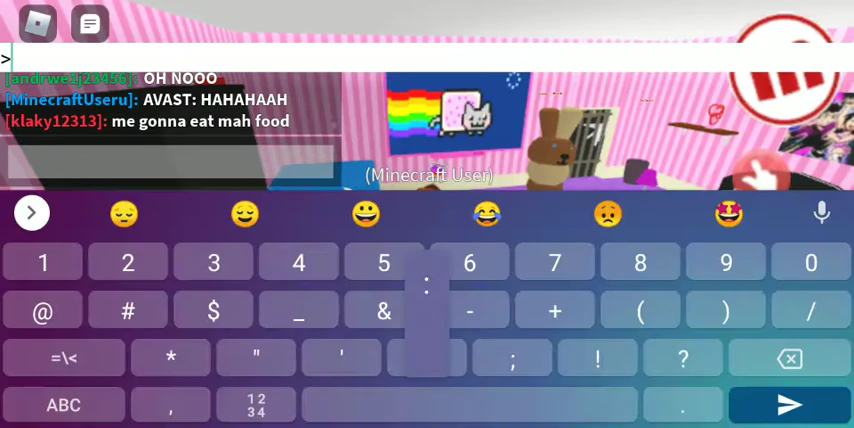 >
[andrwe1j23456]: OH NOOO
[MinecraftUseru]: AVAST: HAHAHAAH
[klaky12313]: me gonna eat mah food
(Minecraft User)
1 2 3 4 5 6 7 8 9 0
@ # $ _ & : - + ( ) /
=\< * " ' ; ! ?
ABC , 12 34 .